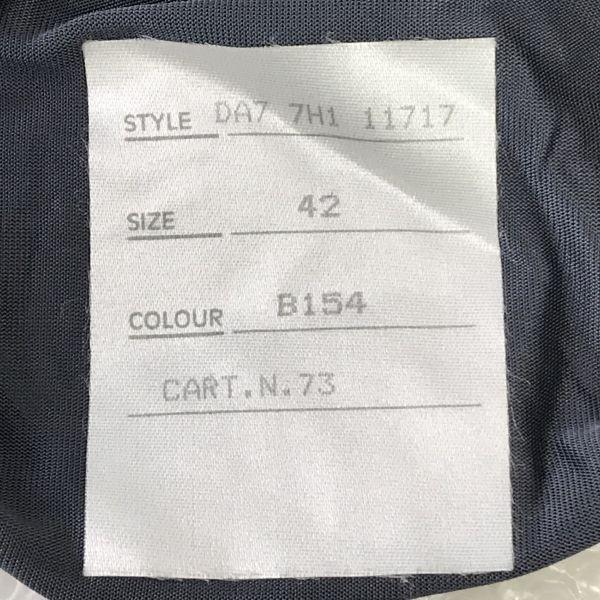 STYLE DA7 7H1 11717
SIZE 42
COLOUR B154
CART.N.73